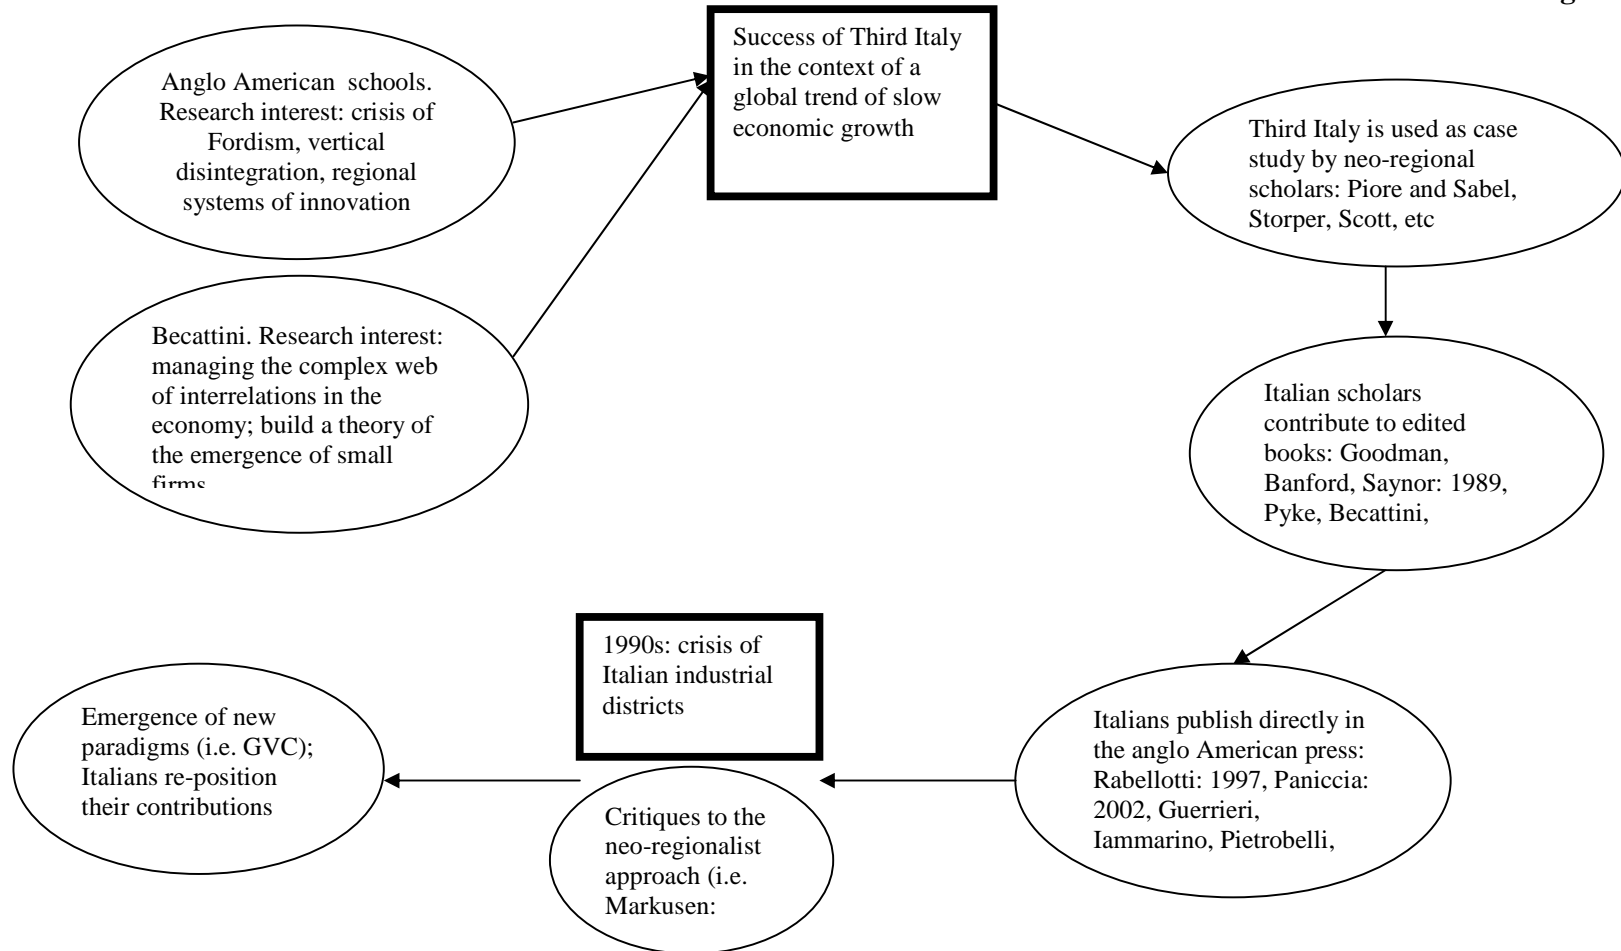 Anglo American schools.
Research interest: crisis of
Fordism, vertical
disintegration, regional
systems of innovation
Success of Third Italy
in the context of a
global trend of slow
economic growth
Third Italy is used as case
study by neo-regional
scholars: Piore and Sabel,
Storper, Scott, etc
Becattini. Research interest:
managing the complex web
of interrelations in the
economy; build a theory of
the emergence of small
firms
Italian scholars
contribute to edited
books: Goodman,
Banford, Saynor: 1989,
Pyke, Becattini,
Italians publish directly in
the anglo American press:
Rabellotti: 1997, Paniccia:
2002, Guerrieri,
Iammarino, Pietrobelli,
1990s: crisis of
Italian industrial
districts
Critiques to the
neo-regionalist
approach (i.e.
Markusen:
Emergence of new
paradigms (i.e. GVC);
Italians re-position
their contributions